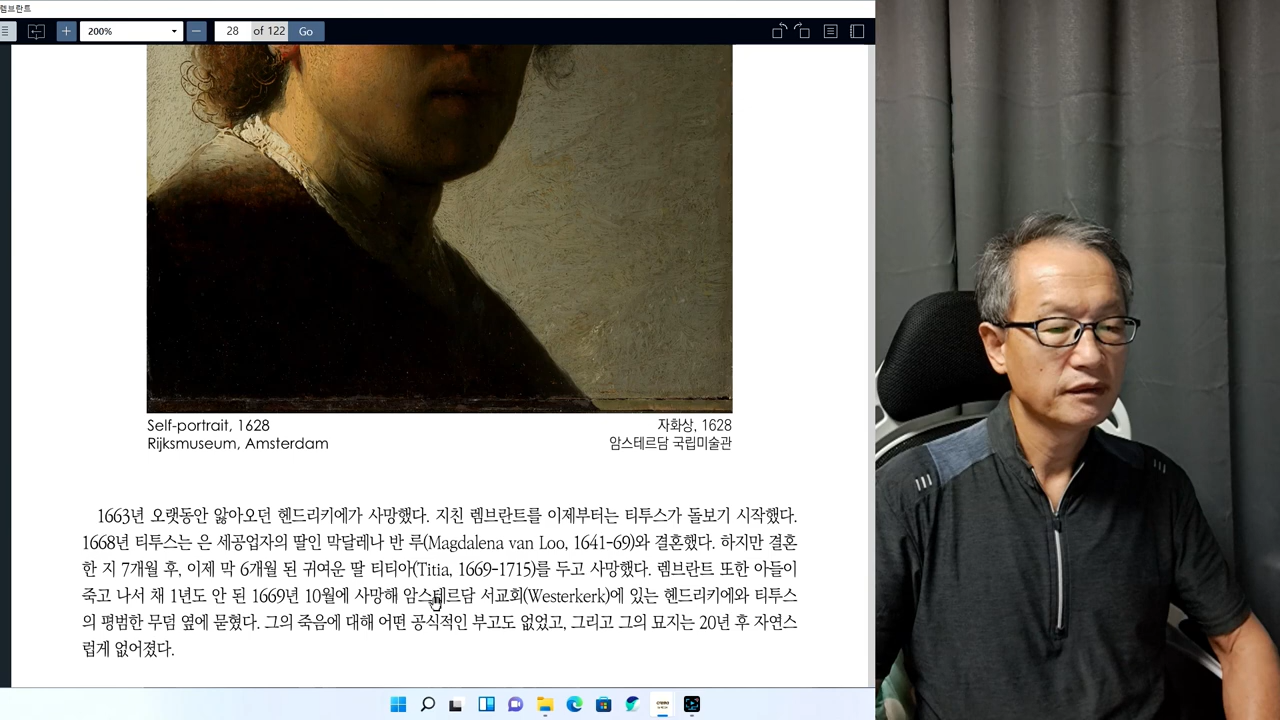 렘브란트
200%
28 of 122 Go
Self-portrait, 1628
Rijksmuseum, Amsterdam
자화상, 1628
암스테르담 국립미술관
1663년 오랫동안 앓아오던 헨드리키에가 사망했다. 지친 렘브란트를 이제부터는 티투스가 돌보기 시작했다.
1668년 티투스는 은 세공업자의 딸인 막달레나 반 루(Magdalena van Loo, 1641-69)와 결혼했다. 하지만 결혼
한 지 7개월 후, 이제 막 6개월 된 귀여운 딸 티티아(Titia, 1669-1715)를 두고 사망했다. 렘브란트 또한 아들이
죽고 나서 채 1년도 안 된 1669년 10월에 사망해 암스테르담 서교회(Westerkerk)에 있는 헨드리키에와 티투스
의 평범한 무덤 옆에 묻혔다. 그의 죽음에 대해 어떤 공식적인 부고도 없었고, 그리고 그의 묘지는 20년 후 자연스
럽게 없어졌다.